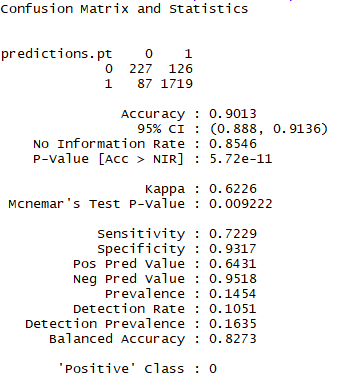 Confusion Matrix and Statistics
predictions.pt 0 1
0 227 126
1 87 1719
Accuracy : 0.9013
95% CI : (0.888, 0.9136)
No Information Rate : 0.8546
P-Value [Acc > NIR] : 5.72e-11
Kappa : 0.6226
Mcnemar's Test P-Value : 0.009222
Sensitivity : 0.7229
Specificity : 0.9317
Pos Pred Value : 0.6431
Neg Pred Value : 0.9518
Prevalence : 0.1454
Detection Rate : 0.1051
Detection Prevalence : 0.1635
Balanced Accuracy : 0.8273
'Positive' Class : 0